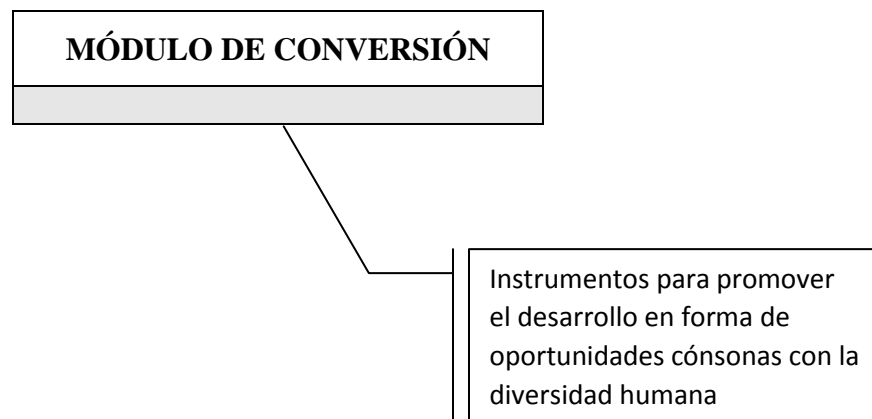 MÓDULO DE CONVERSIÓN
Instrumentos para promover
el desarrollo en forma de
oportunidades cónsonas con la
diversidad humana